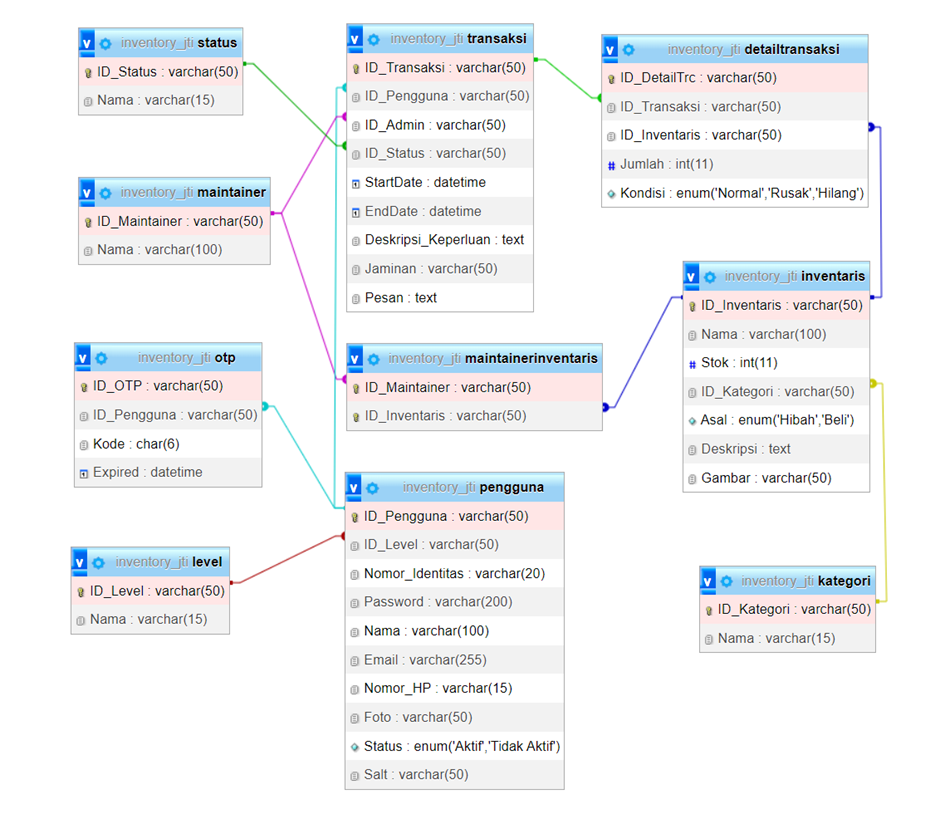 inventory_jti status
ID_Status : varchar(50)
Nama : varchar(15)
inventory_jti maintainer
ID_Maintainer : varchar(50)
Nama : varchar(100)
inventory_jti otp
ID_OTP : varchar(50)
ID_Pengguna : varchar(50)
Kode : char(6)
Expired : datetime
inventory_jti level
ID_Level : varchar(50)
Nama : varchar(15)
inventory_jti transaksi
ID_Transaksi : varchar(50)
ID_Pengguna : varchar(50)
ID_Admin : varchar(50)
ID_Status : varchar(50)
StartDate : datetime
EndDate : datetime
Deskripsi_Keperluan : text
Jaminan : varchar(50)
Pesan : text
inventory_jti maintainerinventaris
ID_Maintainer : varchar(50)
ID_Inventaris : varchar(50)
inventory_jti pengguna
ID_Pengguna : varchar(50)
ID_Level : varchar(50)
Nomor_Identitas : varchar(20)
Password : varchar(200)
Nama : varchar(100)
Email : varchar(255)
Nomor_HP : varchar(15)
Foto : varchar(50)
Status : enum('Aktif','Tidak Aktif')
Salt : varchar(50)
inventory_jti detailtransaksi
ID_DetailTrc : varchar(50)
ID_Transaksi : varchar(50)
ID_Inventaris : varchar(50)
# Jumlah : int(11)
Kondisi : enum('Normal','Rusak','Hilang')
inventory_jti inventaris
ID_Inventaris : varchar(50)
Nama : varchar(100)
# Stok : int(11)
ID_Kategori : varchar(50)
Asal : enum('Hibah','Beli')
Deskripsi : text
Gambar : varchar(50)
inventory_jti kategori
ID_Kategori : varchar(50)
Nama : varchar(15)